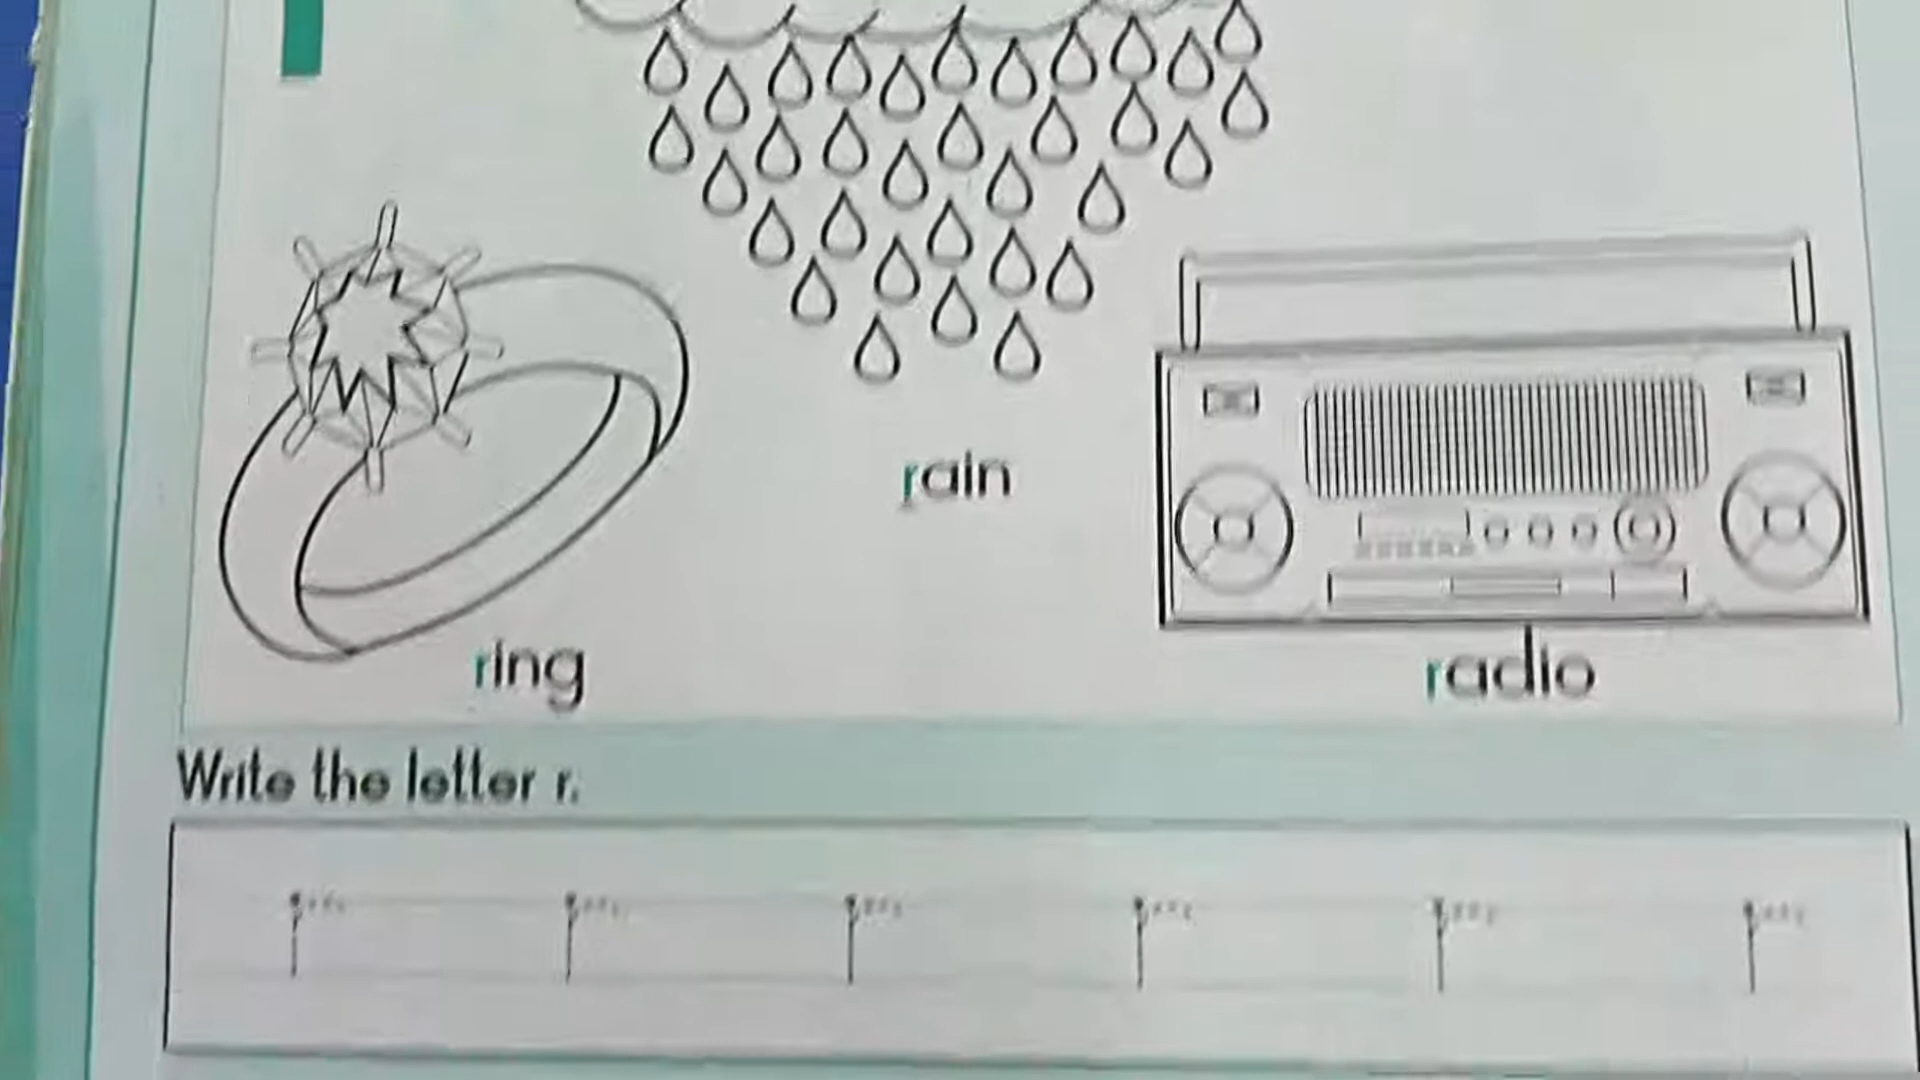 rain
ring
radio
Write the letter r.
r r r r r r